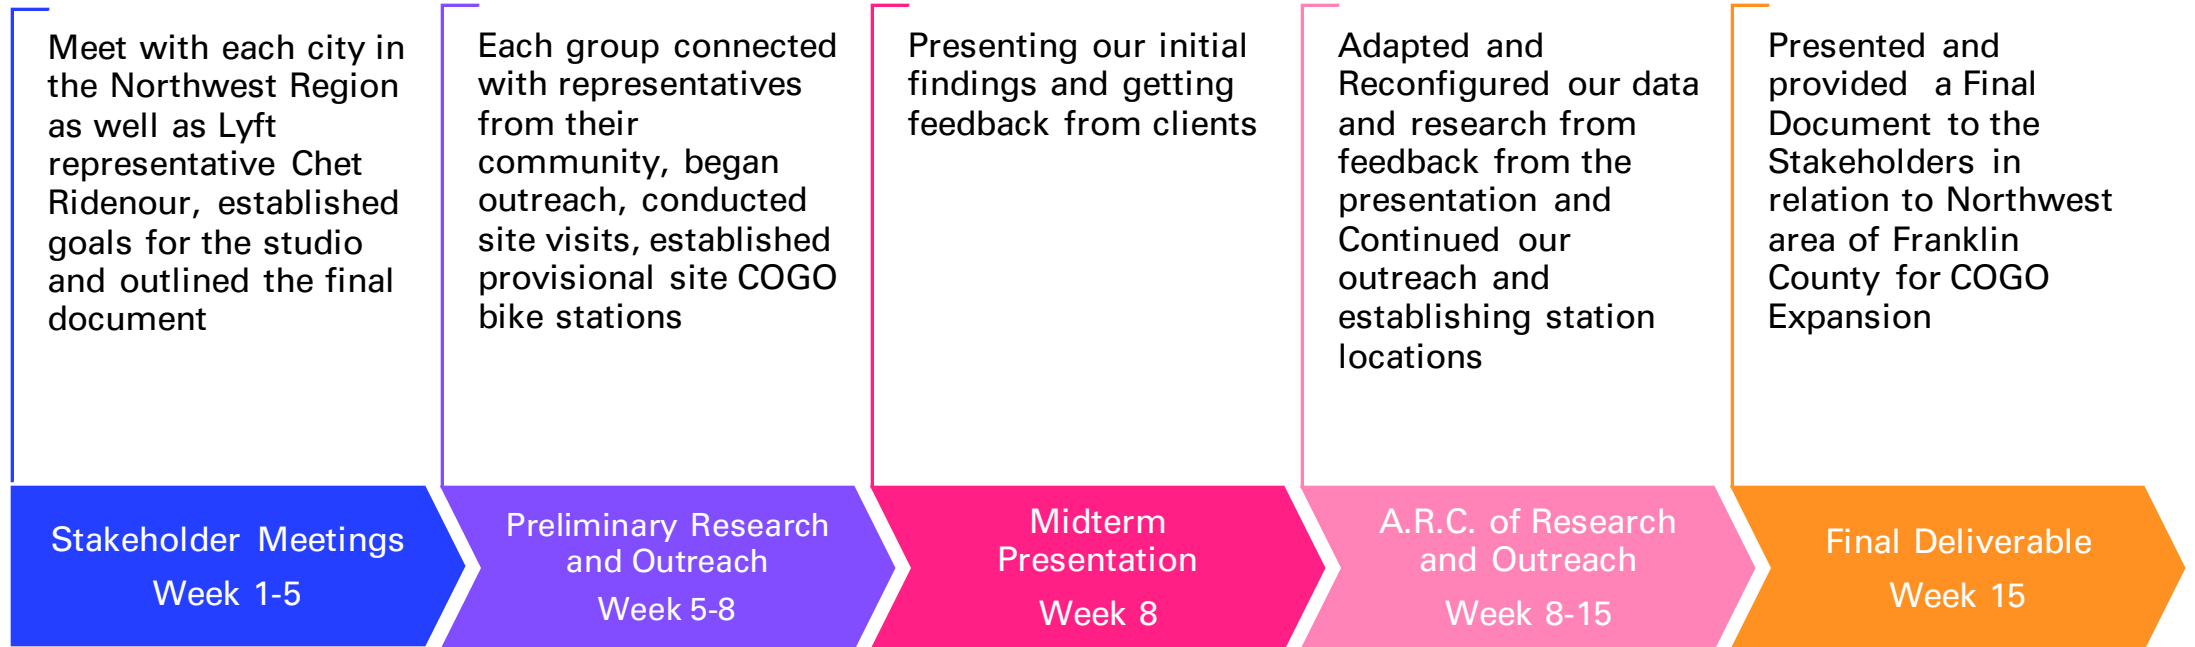 Meet with each city in
the Northwest Region
as well as Lyft
representative Chet
Ridenour, established
goals for the studio
and outlined the final
document
Stakeholder Meetings
Week 1-5
Each group connected
with representatives
from their
community, began
outreach, conducted
site visits, established
provisional site COGO
bike stations
Preliminary Research
and Outreach
Week 5-8
Presenting our initial
findings and getting
feedback from clients
Midterm
Presentation
Week 8
Adapted and
Reconfigured our data
and research from
feedback from the
presentation and
Continued our
outreach and
establishing station
locations
A.R.C. of Research
and Outreach
Week 8-15
Presented and
provided a Final
Document to the
Stakeholders in
relation to Northwest
area of Franklin
County for COGO
Expansion
Final Deliverable
Week 15